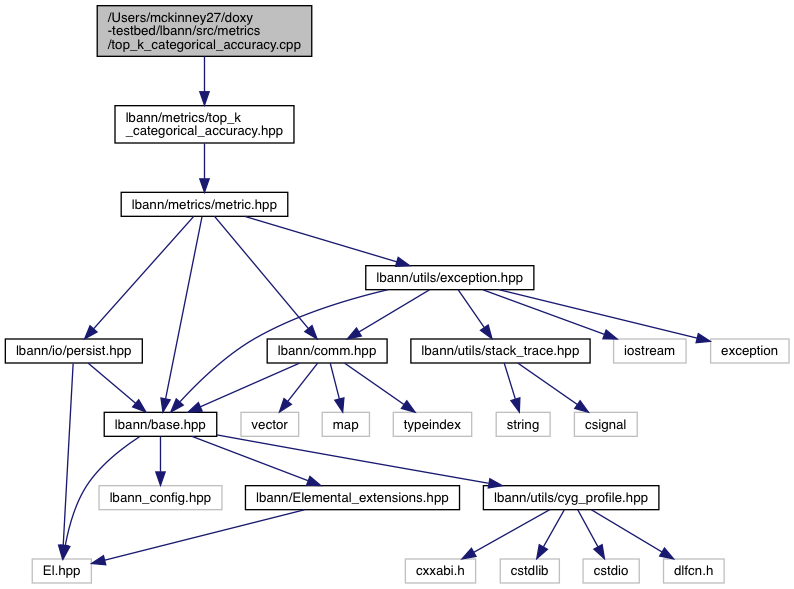 /Users/mckinney27/doxy
-testbed/lbann/src/metrics
/top_k_categorical_accuracy.cpp
lbann/metrics/top_k
_categorical_accuracy.hpp
lbann/metrics/metric.hpp
lbann/utils/exception.hpp
lbann/io/persist.hpp
lbann/comm.hpp
lbann/utils/stack_trace.hpp
iostream
exception
lbann/base.hpp
vector
map
typeindex
string
csignal
lbann_config.hpp
lbann/Elemental_extensions.hpp
lbann/utils/cyg_profile.hpp
El.hpp
cxxabi.h
cstdlib
cstdio
dlfcn.h